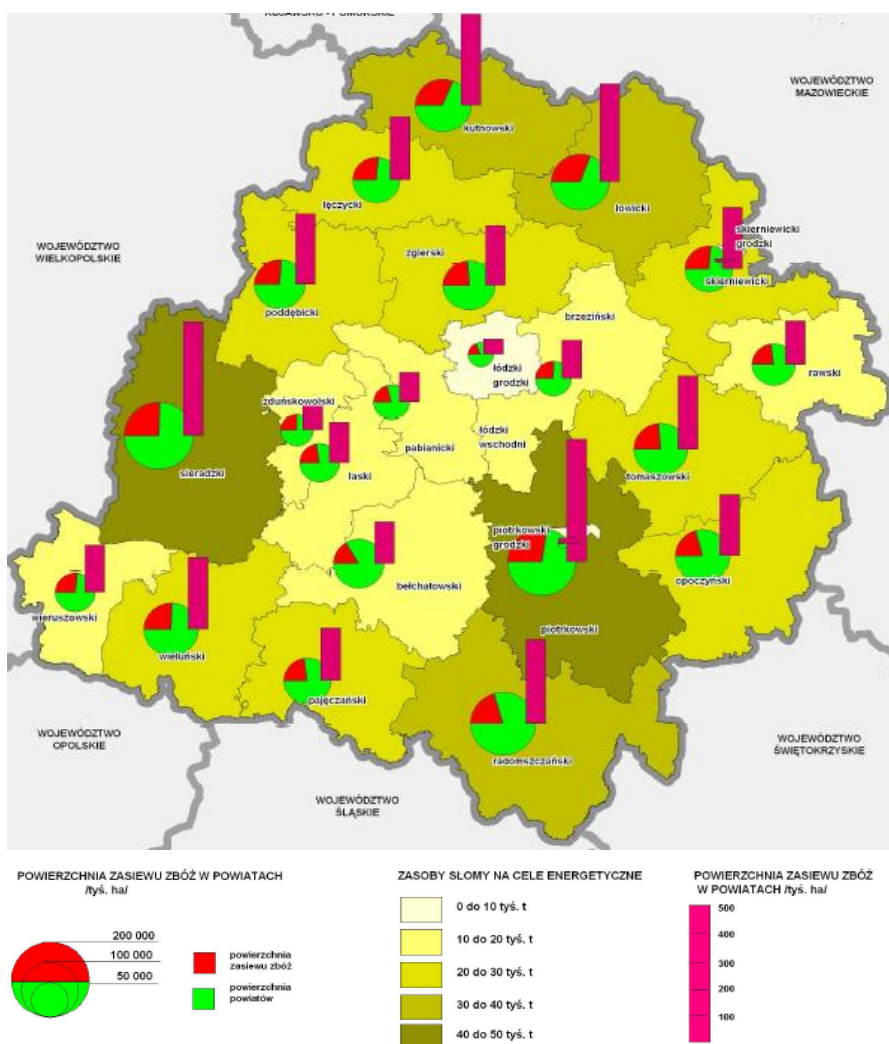 KUJAWSKO - POMORSKIE
WOJEWÓDZTWO
MAZOWIECKIE
kutnowski
łęczycki
łowicki
WOJEWÓDZTWO
WIELKOPOLSKIE
skierniewicki
grodzki
zgierski
skierniewicki
poddębicki
brzeziński
łódzki
grodzki
rawski
zduńskowolski
łódzki
wschodni
pabianicki
sieradzki
łaski
tomaszowski
piotrkowski
grodzki
opoczyński
bełchatowski
wieruszowski
piotrkowski
wieluński
pajęczański
WOJEWÓDZTWO
OPOLSKIE
WOJEWÓDZTWO
ŚWIĘTOKRZYSKIE
radomszczański
WOJEWÓDZTWO
ŚLĄSKIE
POWIERZCHNIA ZASIEWU ZBÓŻ W POWIATACH
/tyś. ha/
200 000
100 000
50 000
powierzchnia
zasiewu zbóż
powierzchnia
powiatów
ZASOBY SŁOMY NA CELE ENERGETYCZNE
0 do 10 tyś. t
10 do 20 tyś. t
20 do 30 tyś. t
30 do 40 tyś. t
40 do 50 tyś. t
POWIERZCHNIA ZASIEWU ZBÓŻ
W POWIATACH /tyś. ha/
500
400
300
200
100